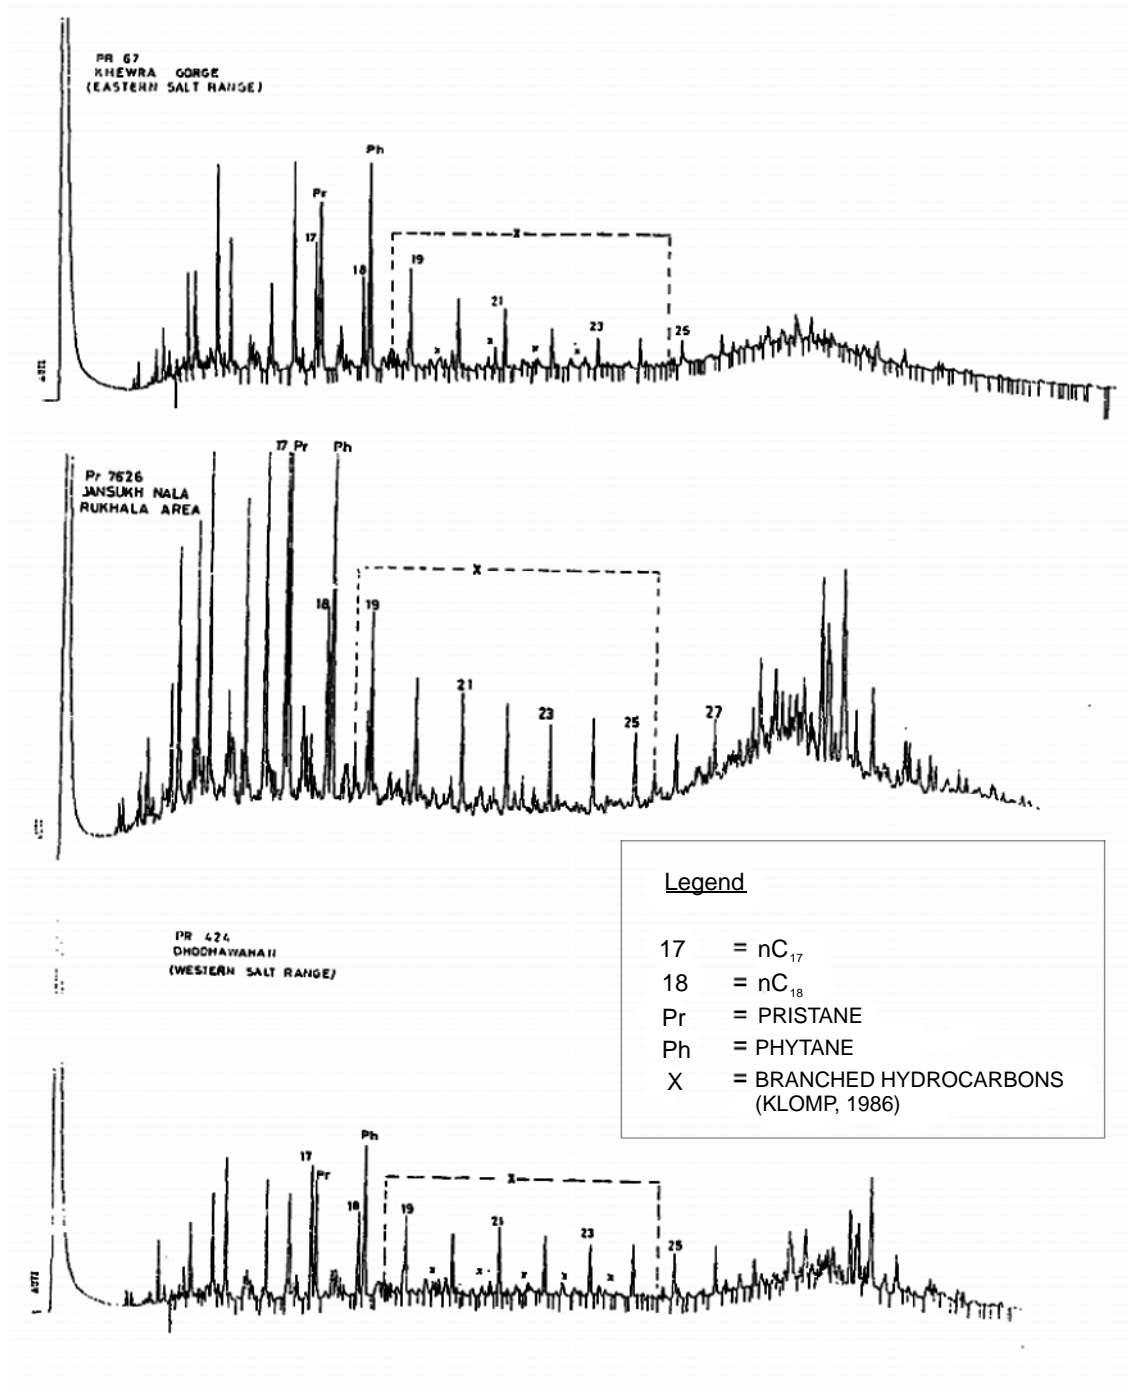 PR 67
KHEWRA GORGE
(EASTERN SALT RANGE)
Ph
Pr
17
X
18
19
21
x
x
x
x
23
25
17 Pr
Ph
Pr 7626
JANSUKH NALA
RUKHALA AREA
X
18
19
21
23
25
27
Legend
17 = nC17
18 = nC18
Pr = PRISTANE
Ph = PHYTANE
X = BRANCHED HYDROCARBONS
(KLOMP, 1986)
PR 424
DHODHAWAHAN
(WESTERN SALT RANGE)
Ph
17
Pr
X
18
19
21
23
25
x
x
x
x
x